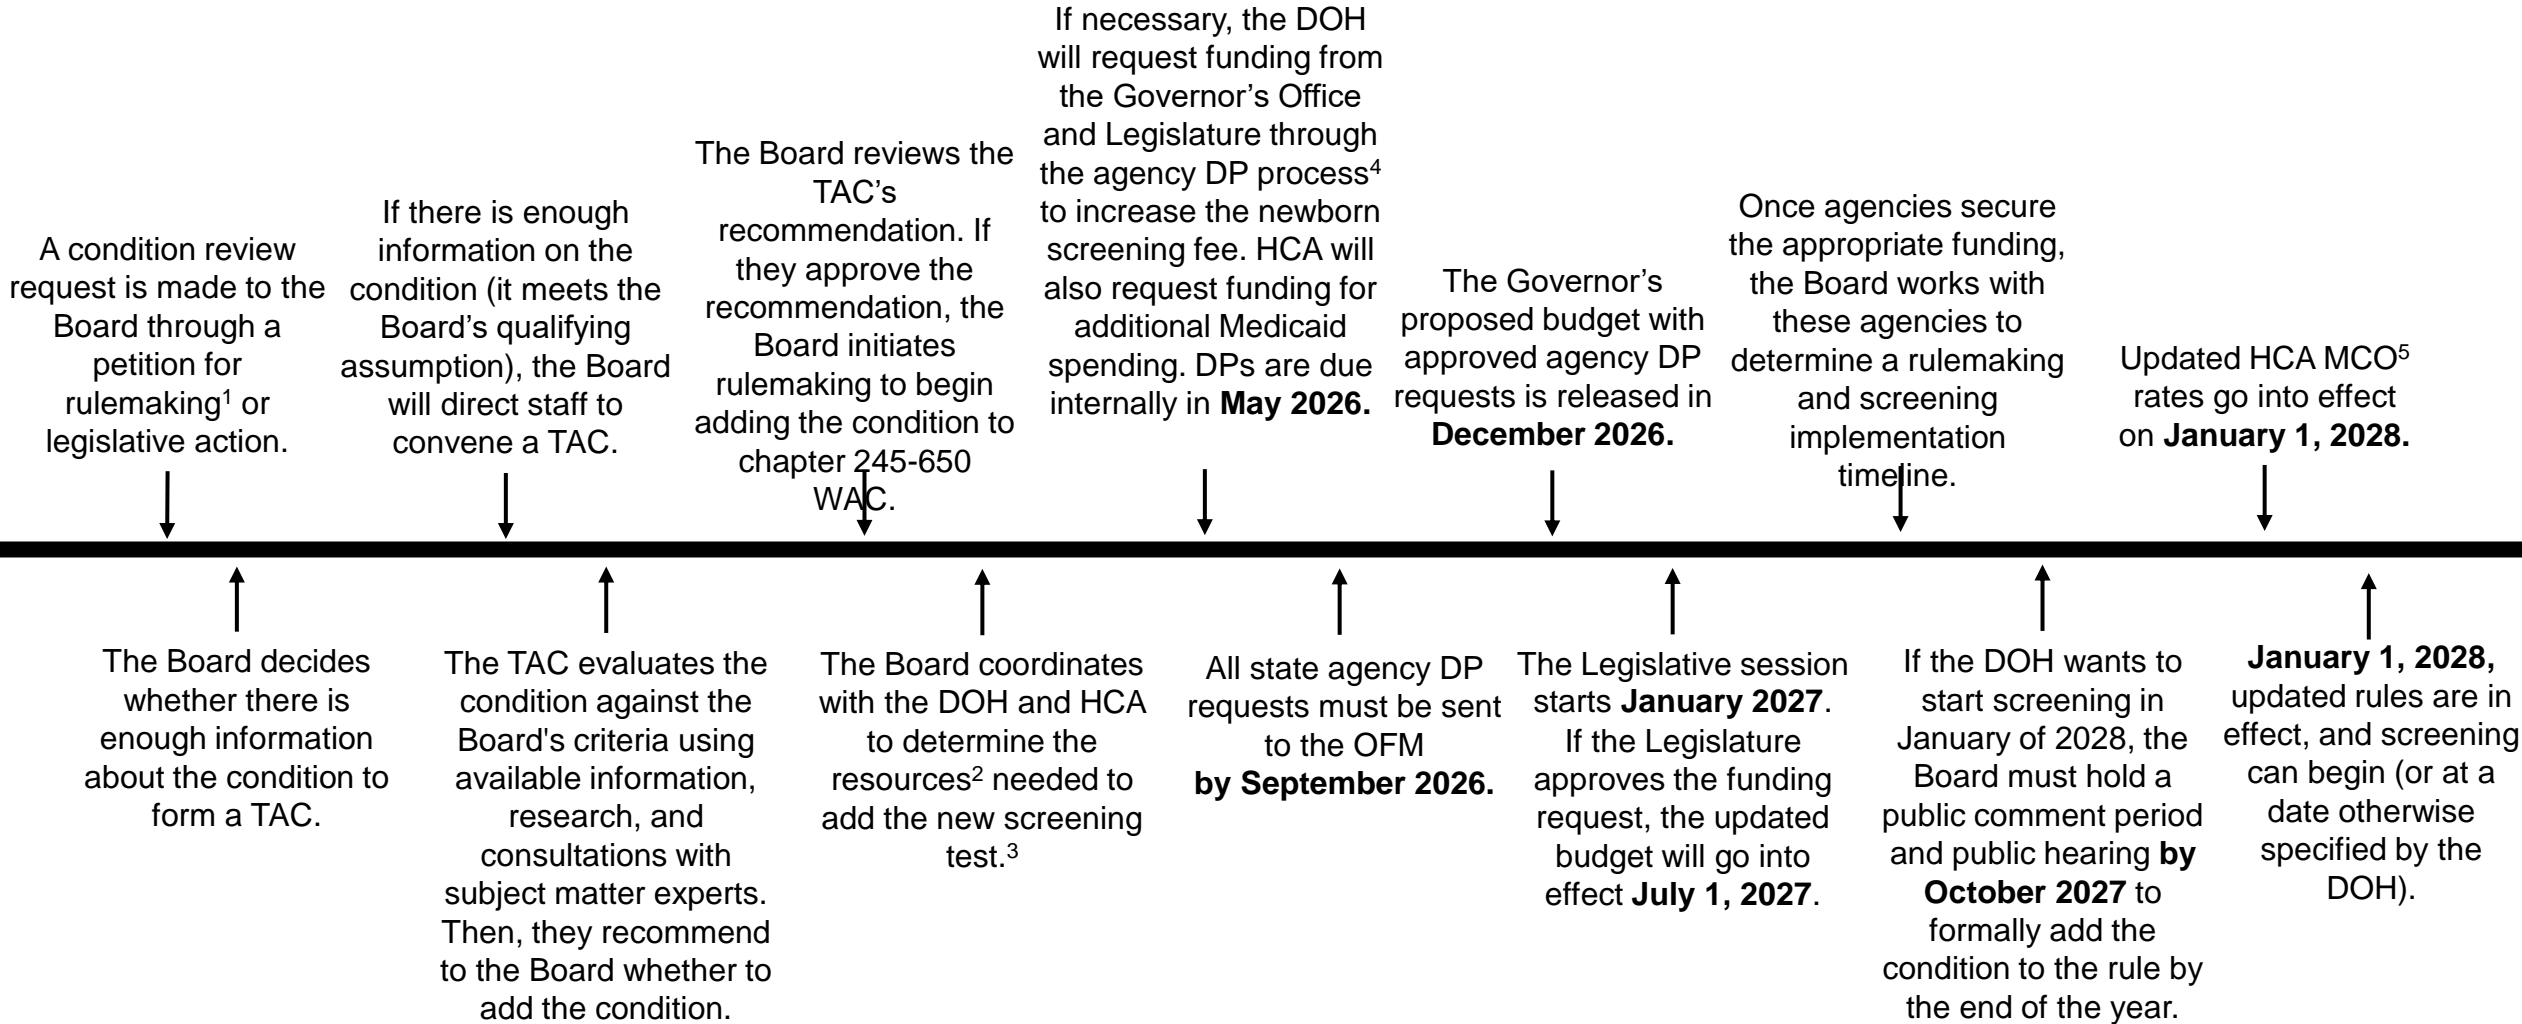 A condition review
request is made to the
Board through a
petition for
rulemaking¹ or
legislative action.
The Board decides
whether there is
enough information
about the condition to
form a TAC.
If there is enough
information on the
condition (it meets the
Board’s qualifying
assumption), the Board
will direct staff to
convene a TAC.
The TAC evaluates the
condition against the
Board's criteria using
available information,
research, and
consultations with
subject matter experts.
Then, they recommend
to the Board whether to
add the condition.
The Board reviews the
TAC’s
recommendation. If
they approve the
recommendation, the
Board initiates
rulemaking to begin
adding the condition to
chapter 245-650
WAC.
The Board coordinates
with the DOH and HCA
to determine the
resources² needed to
add the new screening
test.³
If necessary, the DOH
will request funding from
the Governor’s Office
and Legislature through
the agency DP process⁴
to increase the newborn
screening fee. HCA will
also request funding for
additional Medicaid
spending. DPs are due
internally in May 2026.
All state agency DP
requests must be sent
to the OFM
by September 2026.
The Governor’s
proposed budget with
approved agency DP
requests is released in
December 2026.
The Legislative session
starts January 2027.
If the Legislature
approves the funding
request, the updated
budget will go into
effect July 1, 2027.
Once agencies secure
the appropriate funding,
the Board works with
these agencies to
determine a rulemaking
and screening
implementation
timeline.
If the DOH wants to
start screening in
January of 2028, the
Board must hold a
public comment period
and public hearing by
October 2027 to
formally add the
condition to the rule by
the end of the year.
Updated HCA MCO⁵
rates go into effect
on January 1, 2028.
January 1, 2028,
updated rules are in
effect, and screening
can begin (or at a
date otherwise
specified by the
DOH).